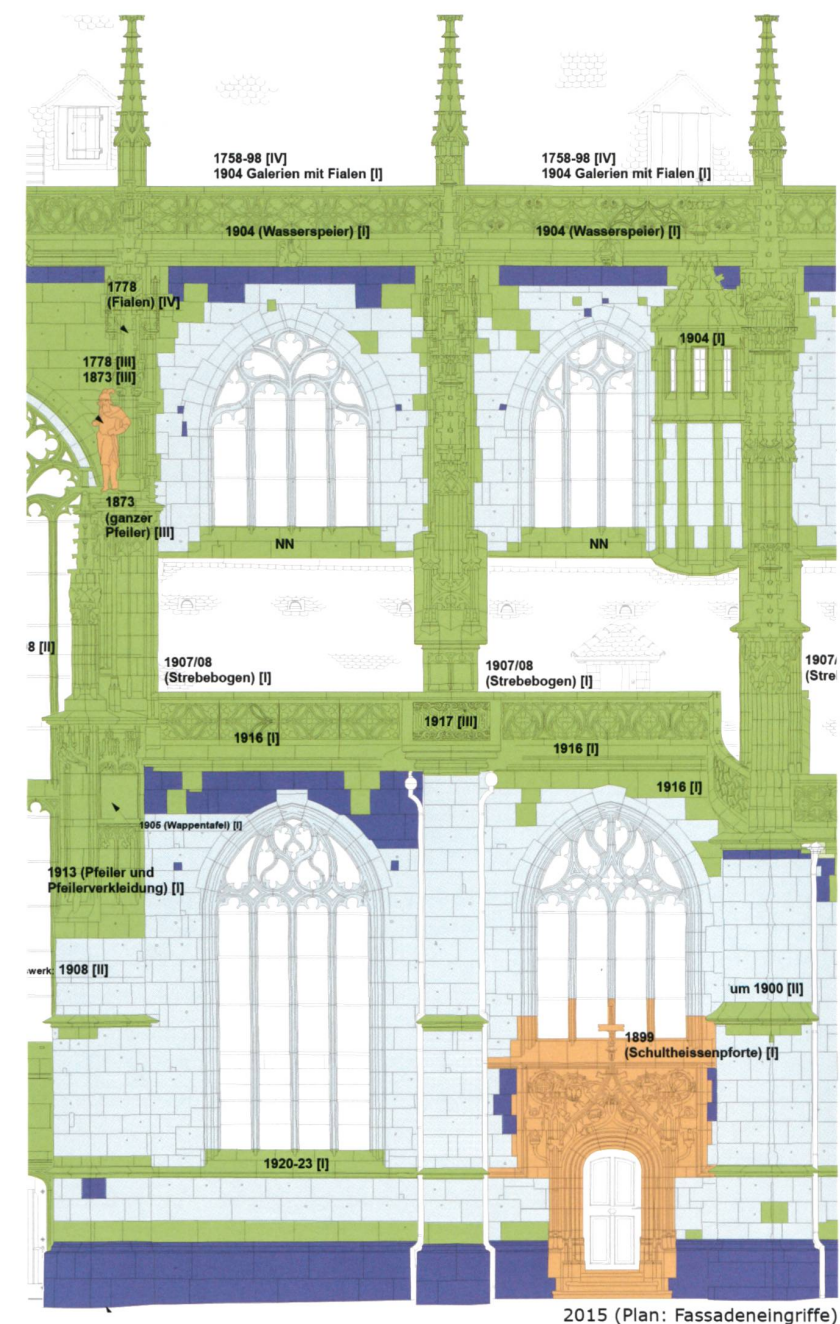 1758-98 [IV]
1904 Galerien mit Fialen [I]
1758-98 [IV]
1904 Galerien mit Fialen [I]
1904 (Wasserspeier) [I]
1904 (Wasserspeier) [I]
1778
(Fialen) [IV]
1904 [I]
1778 [III]
1873 [III]
1873
(ganzer
Pfeiler) [III]
NN
NN
8 [II]
1907/08
(Strebebogen) [I]
1907/08
(Strebebogen) [I]
1907/
(Stre
1917 [III]
1916 [I]
1916 [I]
1916 [I]
1905 (Wappentafel) [I]
1913 (Pfeiler und
Pfeilerverkleidung) [I]
swerk: 1908 [II]
um 1900 [II]
1899
(Schultheissenpforte) [I]
1920-23 [I]
2015 (Plan: Fassadeneingriffe)